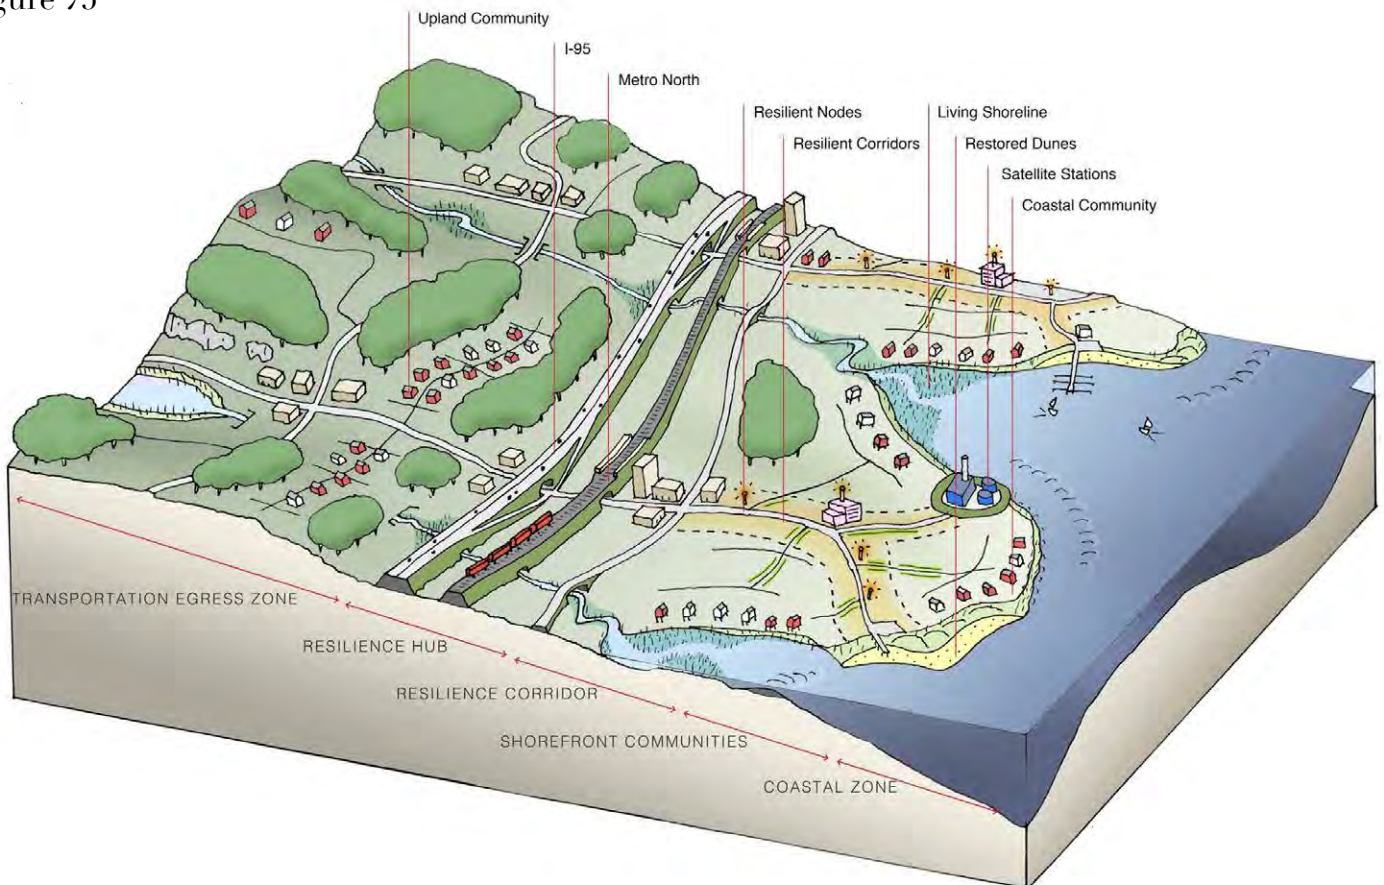 Upland Community
I-95
Metro North
Resilient Nodes
Living Shoreline
Resilient Corridors
Restored Dunes
Satellite Stations
Coastal Community
TRANSPORTATION EGRESS ZONE
RESILIENCE HUB
RESILIENCE CORRIDOR
SHOREFRONT COMMUNITIES
COASTAL ZONE